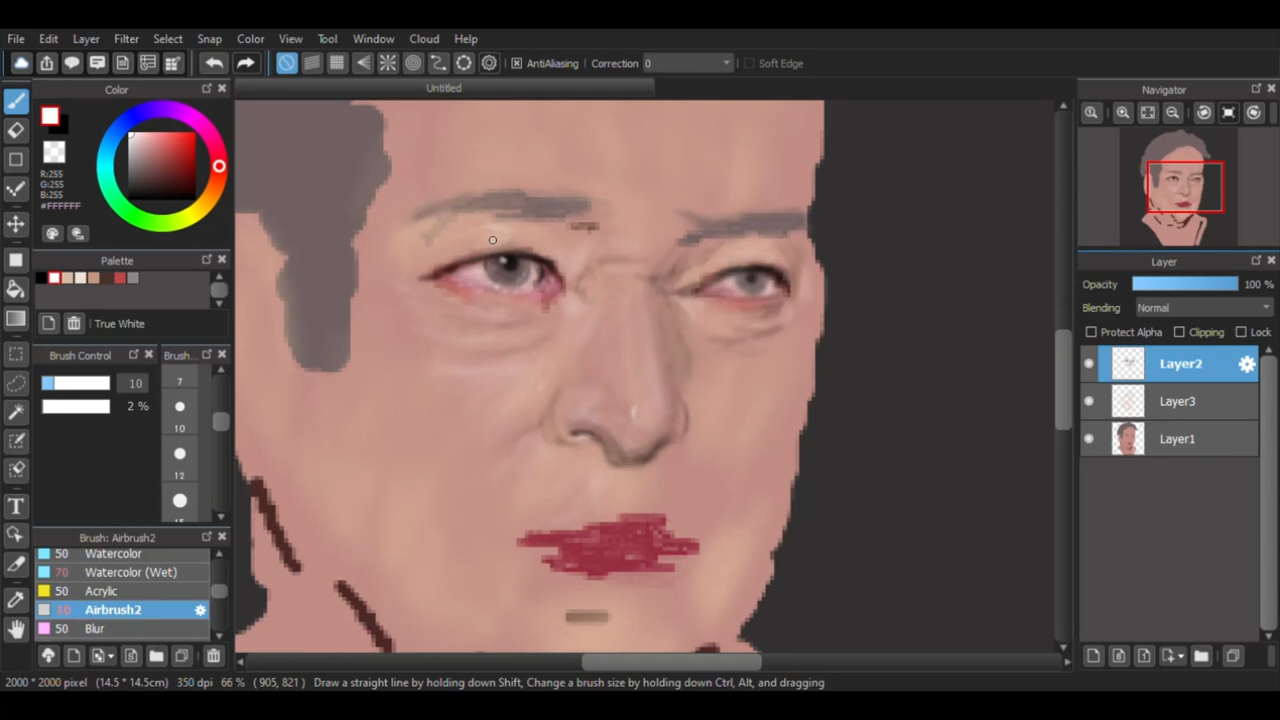 File Edit Layer Filter Select Snap Color View Tool Window Cloud Help
AntiAliasing Correction 0 Soft Edge
Color
Untitled
Navigator
R:255
G:255
B:255
#FFFFFF
Palette
True White
Brush Control
10
2 %
Brush...
7
10
12
15
Brush: Airbrush2
50 Watercolor
70 Watercolor (Wet)
50 Acrylic
10 Airbrush2
50 Blur
Layer
Opacity 100 %
Blending Normal
Protect Alpha Clipping Lock
Layer2
Layer3
Layer1
2000 * 2000 pixel (14.5 * 14.5cm) 350 dpi 66 % ( 905, 821 ) Draw a straight line by holding down Shift, Change a brush size by holding down Ctrl, Alt, and dragging